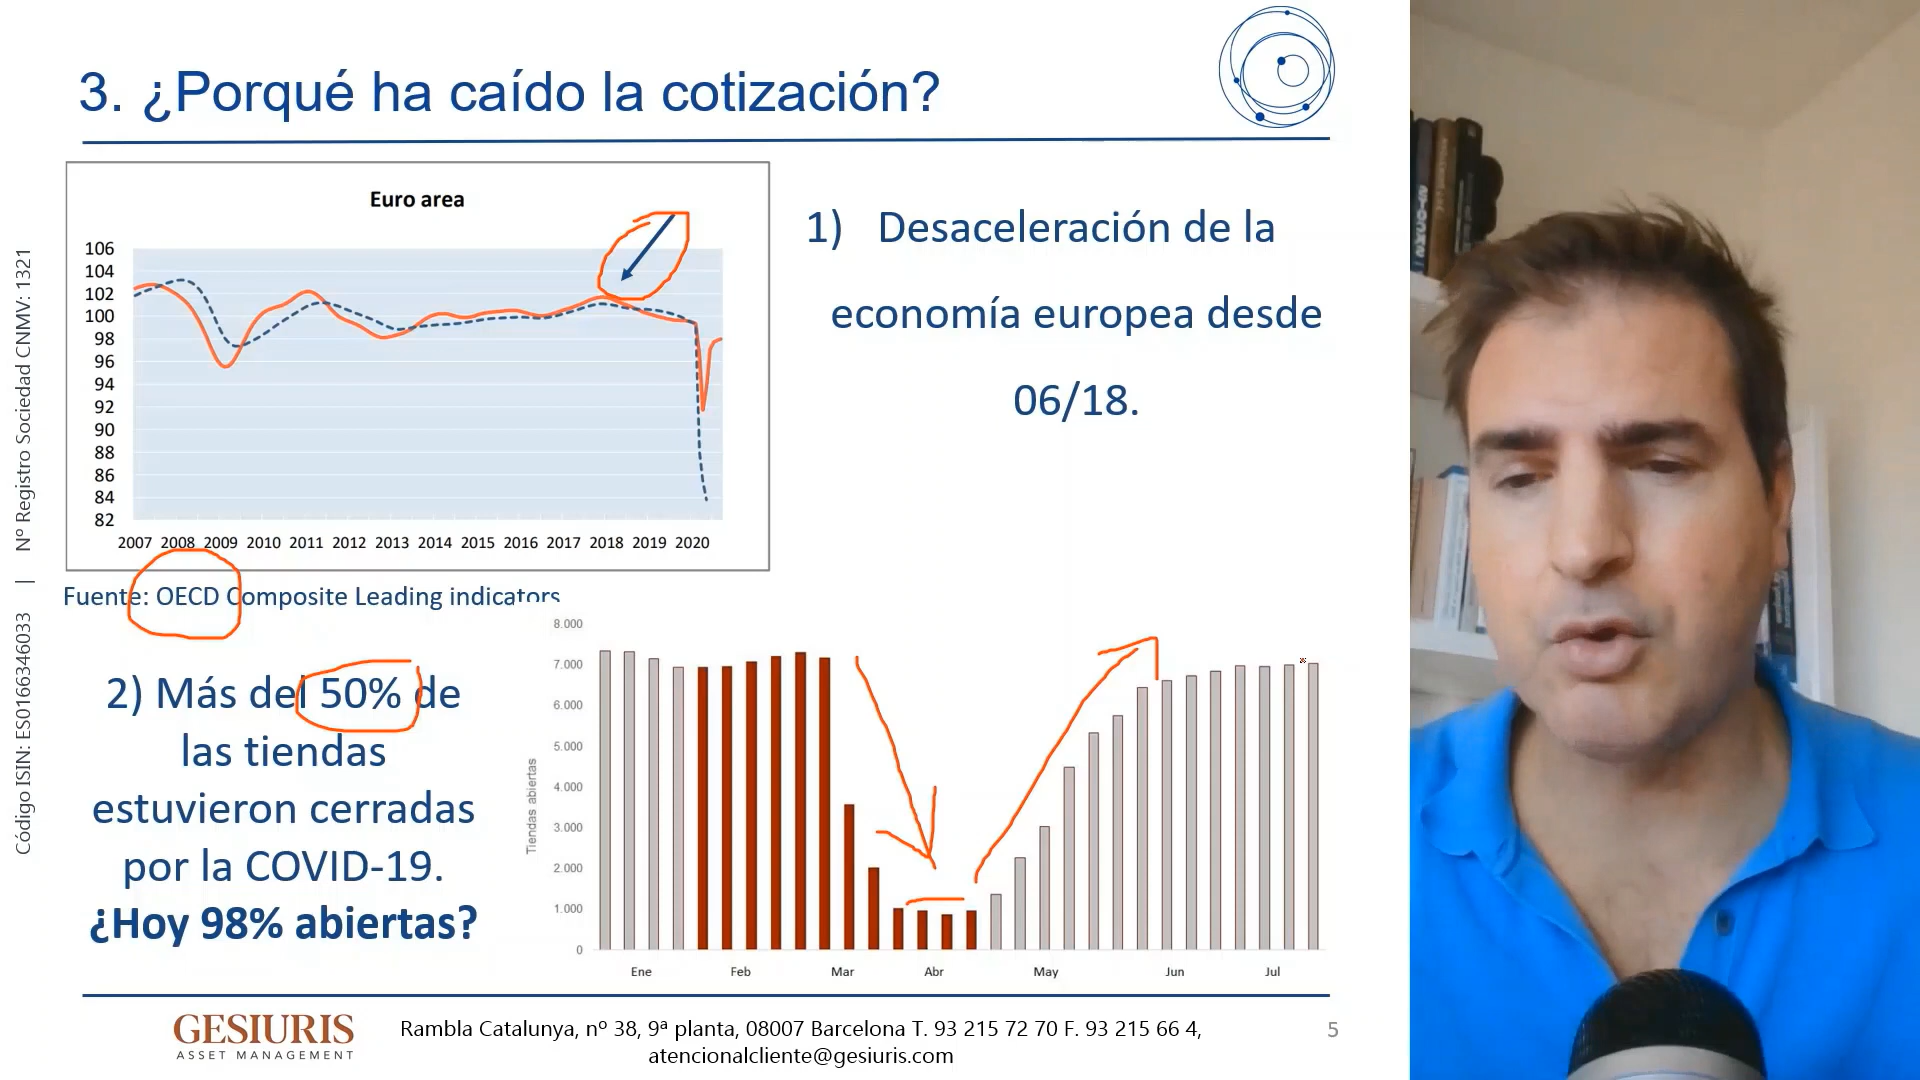 3. ¿Porqué ha caído la cotización?
Euro area
106
104
102
100
98
96
94
92
90
88
86
84
82
2007 2008 2009 2010 2011 2012 2013 2014 2015 2016 2017 2018 2019 2020
Fuente: OECD Composite Leading indicators
1) Desaceleración de la
economía europea desde
06/18.
2) Más del 50% de
las tiendas
estuvieron cerradas
por la COVID-19.
¿Hoy 98% abiertas?
Tiendas abiertas
8.000
7.000
6.000
5.000
4.000
3.000
2.000
1.000
0
Ene Feb Mar Abr May Jun Jul
Código ISIN: ES0166346033 | Nº Registro Sociedad CNMV: 1321
GESIURIS
ASSET MANAGEMENT
Rambla Catalunya, nº 38, 9ª planta, 08007 Barcelona T. 93 215 72 70 F. 93 215 66 4,
atencionalcliente@gesiuris.com
5